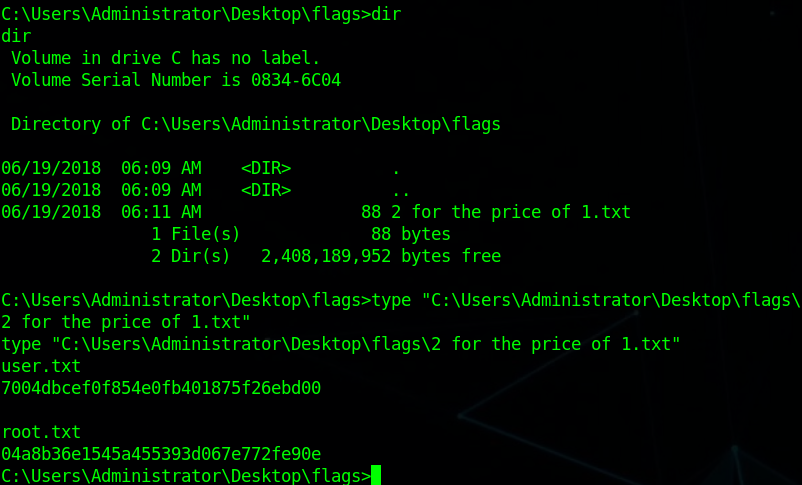 C:\Users\Administrator\Desktop\flags>dir
dir
 Volume in drive C has no label.
 Volume Serial Number is 0834-6C04

 Directory of C:\Users\Administrator\Desktop\flags

06/19/2018  06:09 AM    <DIR>          .
06/19/2018  06:09 AM    <DIR>          ..
06/19/2018  06:11 AM                88 2 for the price of 1.txt
               1 File(s)             88 bytes
               2 Dir(s)   2,408,189,952 bytes free

C:\Users\Administrator\Desktop\flags>type "C:\Users\Administrator\Desktop\flags\
2 for the price of 1.txt"
type "C:\Users\Administrator\Desktop\flags\2 for the price of 1.txt"
user.txt
7004dbcef0f854e0fb401875f26ebd00

root.txt
04a8b36e1545a455393d067e772fe90e
C:\Users\Administrator\Desktop\flags>